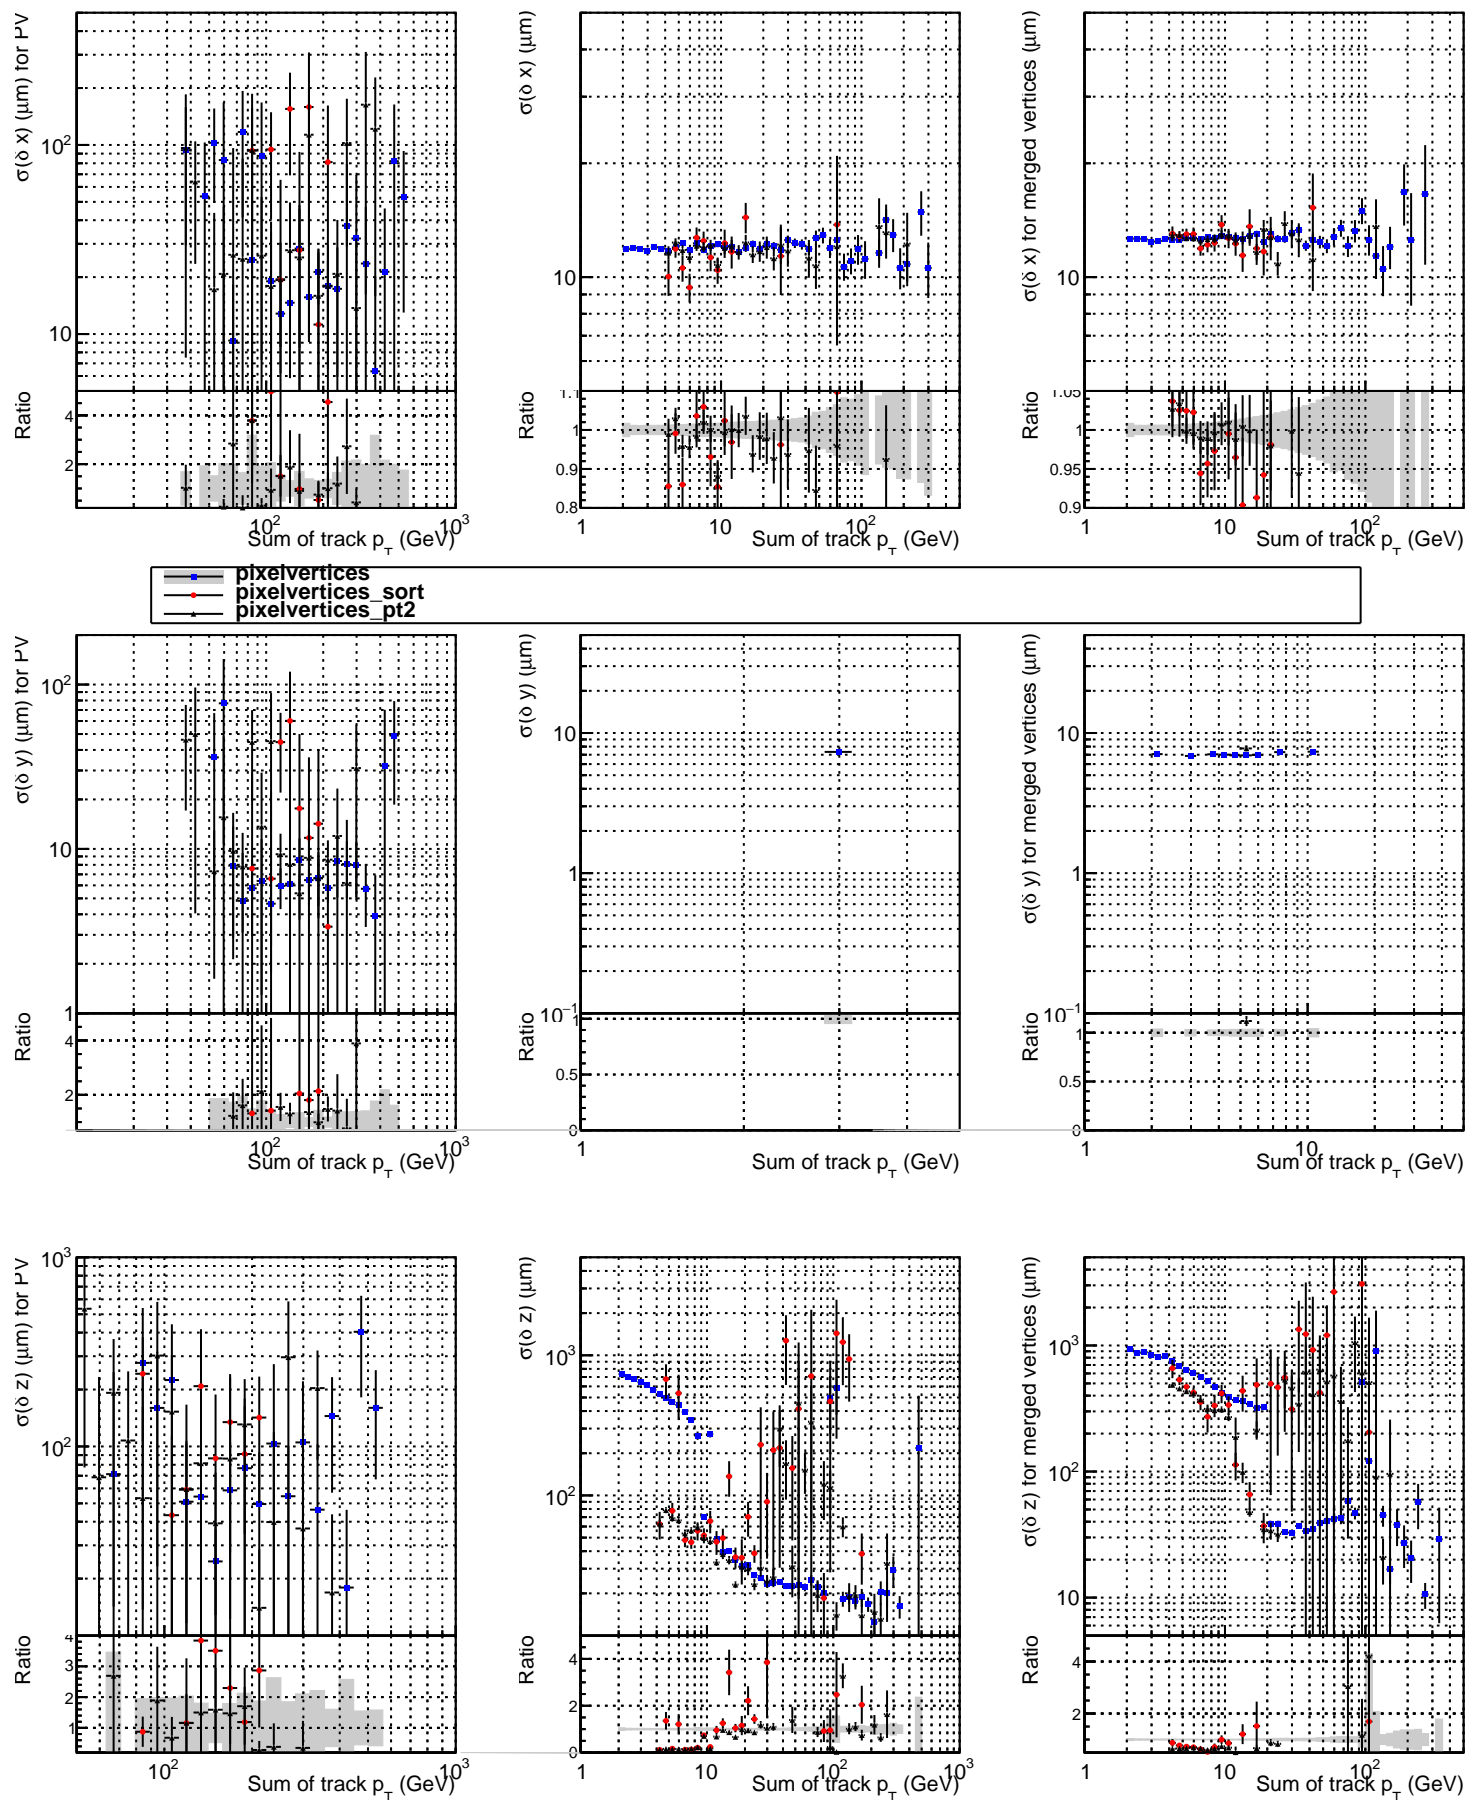 σ(δ x) (μm) for PV
10²
10
Ratio
4
2
10²
10³
Sum of track p_T (GeV)
σ(δ x) (μm)
20
10
Ratio
1.1
1
0.9
0.8
1
10
10²
Sum of track p_T (GeV)
σ(δ x) for merged vertices (μm)
20
10
Ratio
1.05
1
0.95
0.9
1
10
10²
Sum of track p_T (GeV)
pixelvertices
pixelvertices_sort
pixelvertices_pt2
σ(δ y) (μm) for PV
10²
10
1
Ratio
4
2
10²
10³
Sum of track p_T (GeV)
σ(δ y) (μm)
10
1
10⁻¹
Ratio
1
0.5
0
1
Sum of track p_T (GeV)
σ(δ y) for merged vertices (μm)
10
1
10⁻¹
Ratio
1
0.5
0
1
10
Sum of track p_T (GeV)
σ(δ z) (μm) for PV
10³
10²
Ratio
4
3
2
1
10²
Sum of track p_T (GeV)
σ(δ z) (μm)
10³
10²
Ratio
4
2
0
1
10
10²
10³
Sum of track p_T (GeV)
σ(δ z) for merged vertices (μm)
10³
10²
10
Ratio
4
2
1
10
10²
Sum of track p_T (GeV)